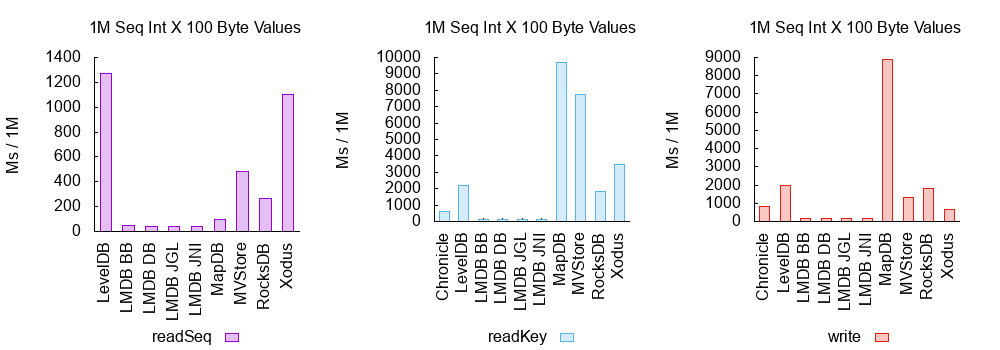 1M Seq Int X 100 Byte Values
Ms / 1M
1400
1200
1000
800
600
400
200
0
LevelDB
LMDB BB
LMDB DB
LMDB JGL
LMDB JNI
MapDB
MVStore
RocksDB
Xodus
readSeq
1M Seq Int X 100 Byte Values
Ms / 1M
10000
9000
8000
7000
6000
5000
4000
3000
2000
1000
0
Chronicle
LevelDB
LMDB BB
LMDB DB
LMDB JGL
LMDB JNI
MapDB
MVStore
RocksDB
Xodus
readKey
1M Seq Int X 100 Byte Values
Ms / 1M
9000
8000
7000
6000
5000
4000
3000
2000
1000
0
Chronicle
LevelDB
LMDB BB
LMDB DB
LMDB JGL
LMDB JNI
MapDB
MVStore
RocksDB
Xodus
write